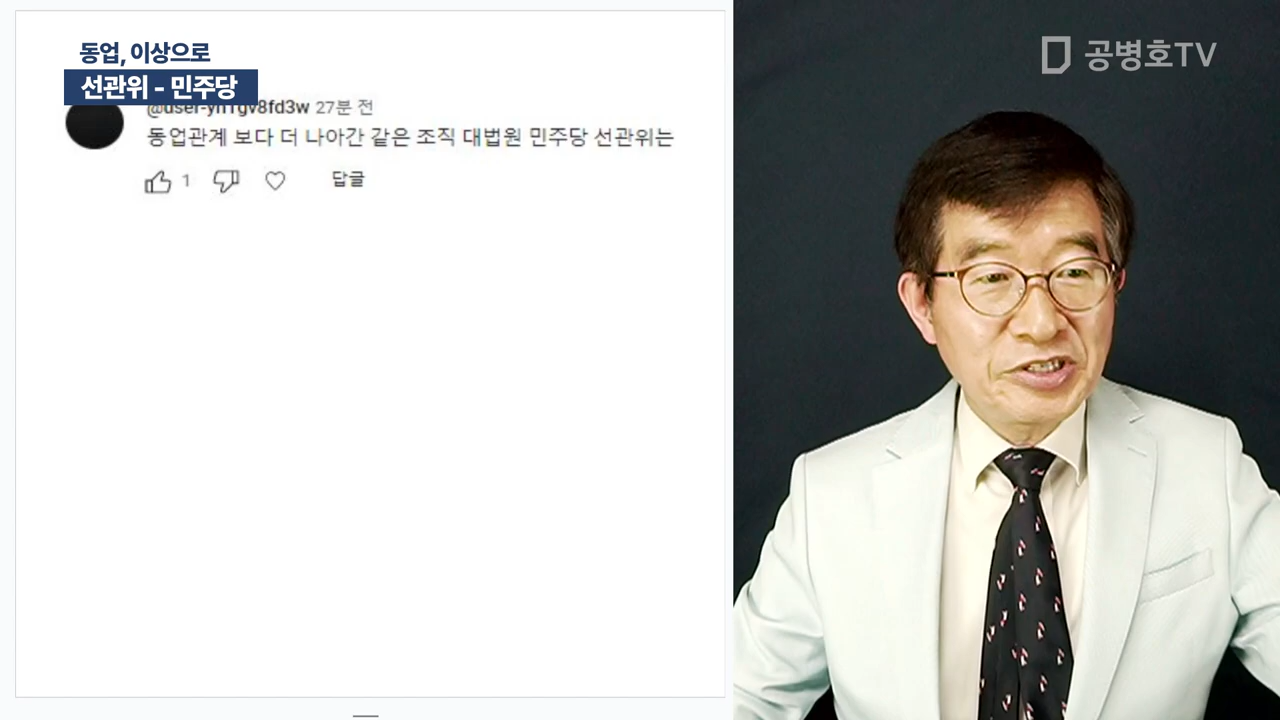 동업, 이상으로
선관위 - 민주당
27분 전
동업관계 보다 더 나아간 같은 조직 대법원 민주당 선관위는
1
답글
공병호TV